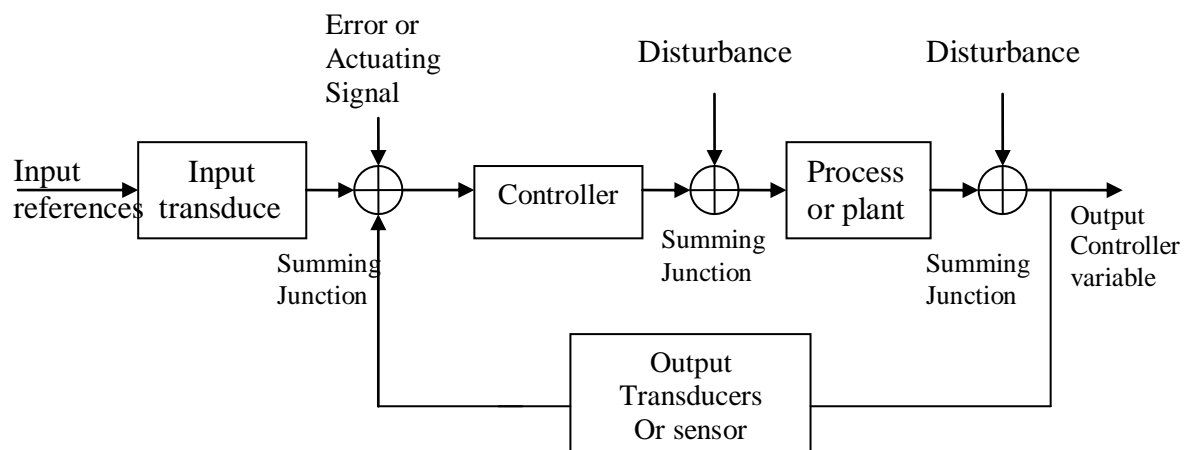 Error or
Actuating
Signal
Disturbance
Disturbance
Input
references
Input
transduce
Controller
Process
or plant
Summing
Junction
Summing
Junction
Summing
Junction
Output
Controller
variable
Output
Transducers
Or sensor